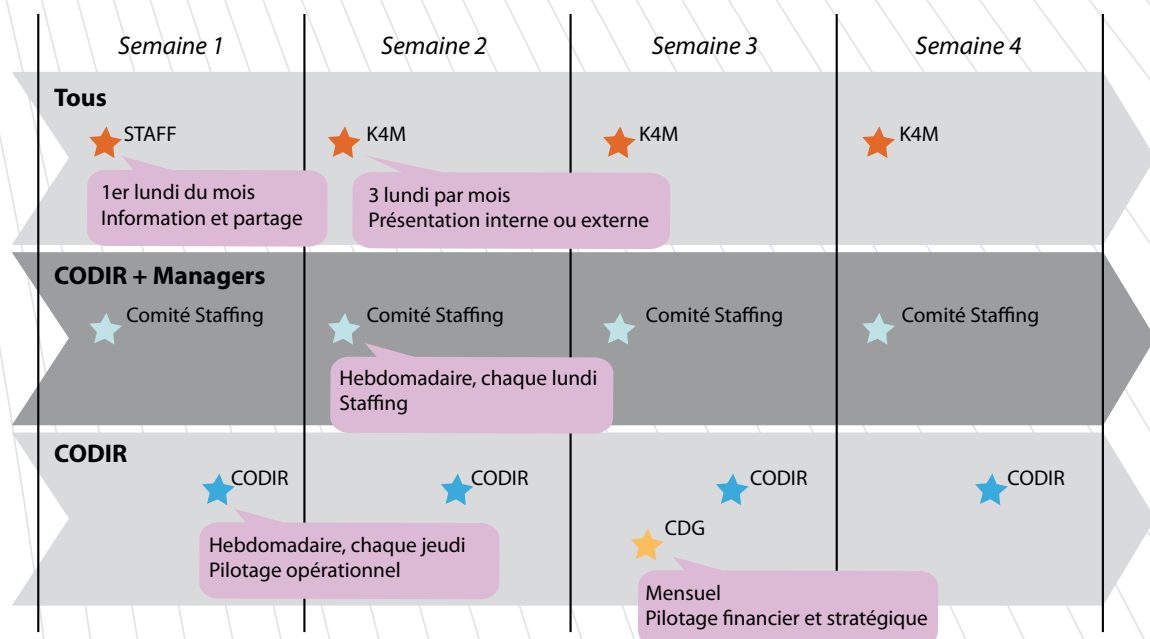 Semaine 1
Semaine 2
Semaine 3
Semaine 4
Tous
STAFF
K4M
K4M
K4M
1er lundi du mois
Information et partage
3 lundi par mois
Présentation interne ou externe
CODIR + Managers
Comité Staffing
Comité Staffing
Comité Staffing
Comité Staffing
Hebdomadaire, chaque lundi
Staffing
CODIR
CODIR
CODIR
CODIR
CODIR
Hebdomadaire, chaque jeudi
Pilotage opérationnel
CDG
Mensuel
Pilotage financier et stratégique